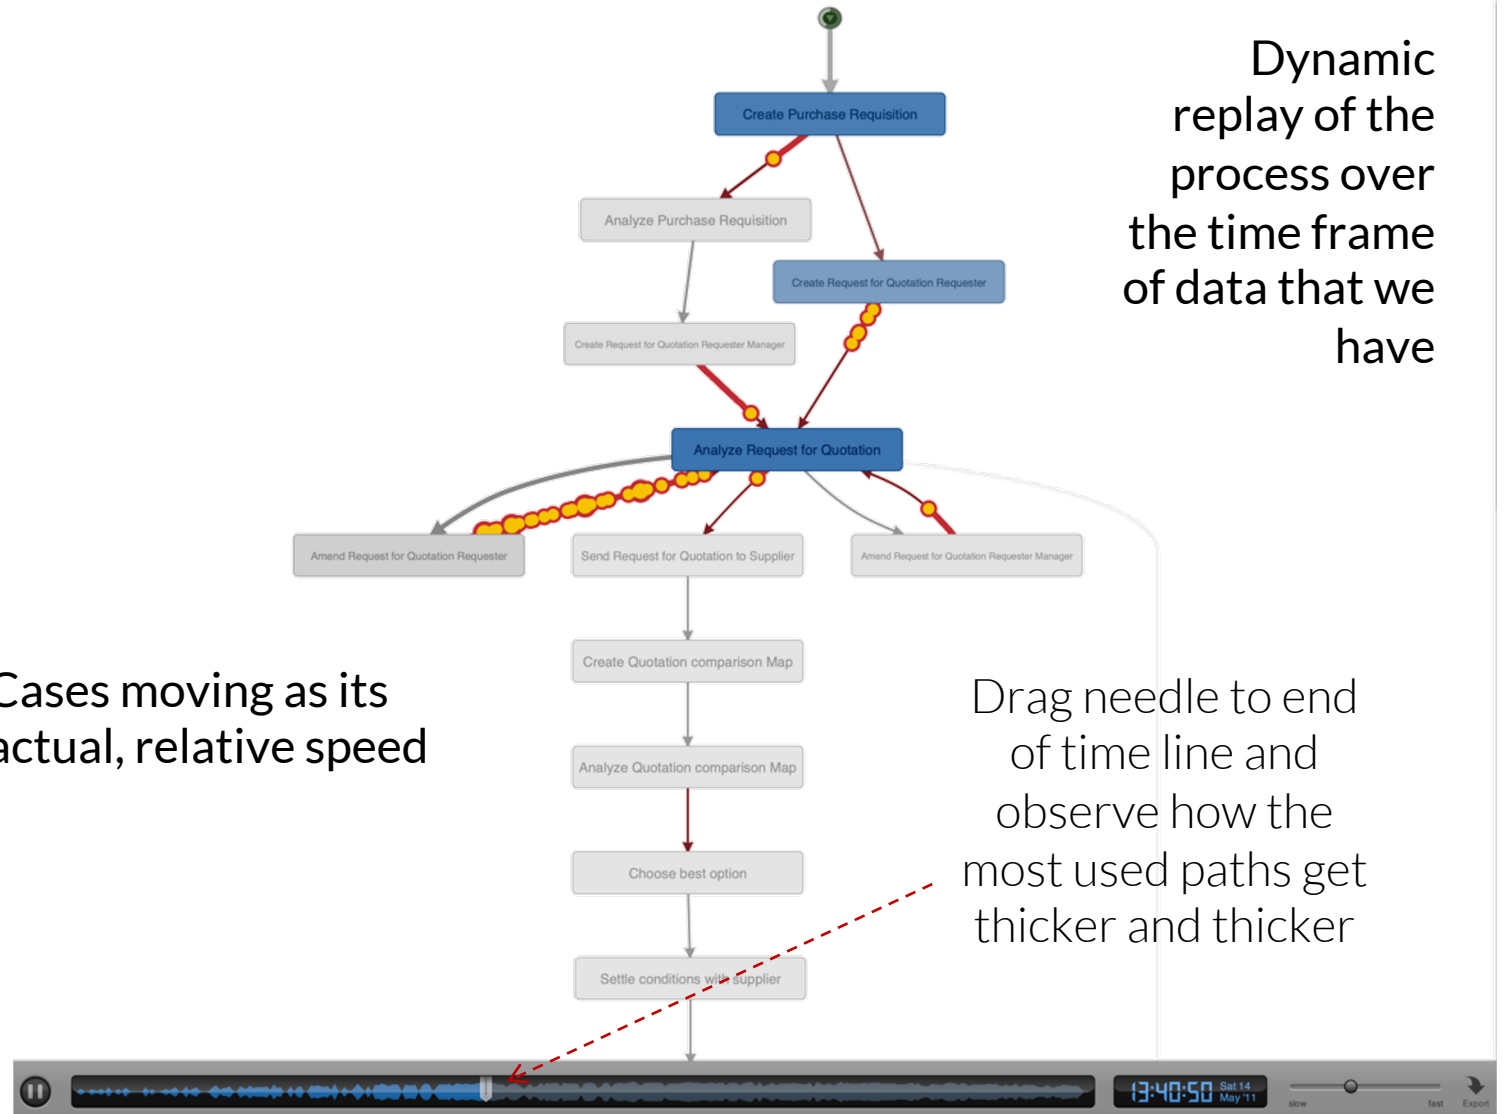 Dynamic
replay of the
process over
the time frame
of data that we
have
Create Purchase Requisition
Analyze Purchase Requisition
Create Request for Quotation Requester
Create Request for Quotation Requester Manager
Analyze Request for Quotation
Amend Request for Quotation Requester
Send Request for Quotation to Supplier
Amend Request for Quotation Requester Manager
Create Quotation comparison Map
Analyze Quotation comparison Map
Choose best option
Settle conditions with supplier
Cases moving as its
actual, relative speed
Drag needle to end
of time line and
observe how the
most used paths get
thicker and thicker
13:40:50 Sat 14
May '11
slow
fast
Export